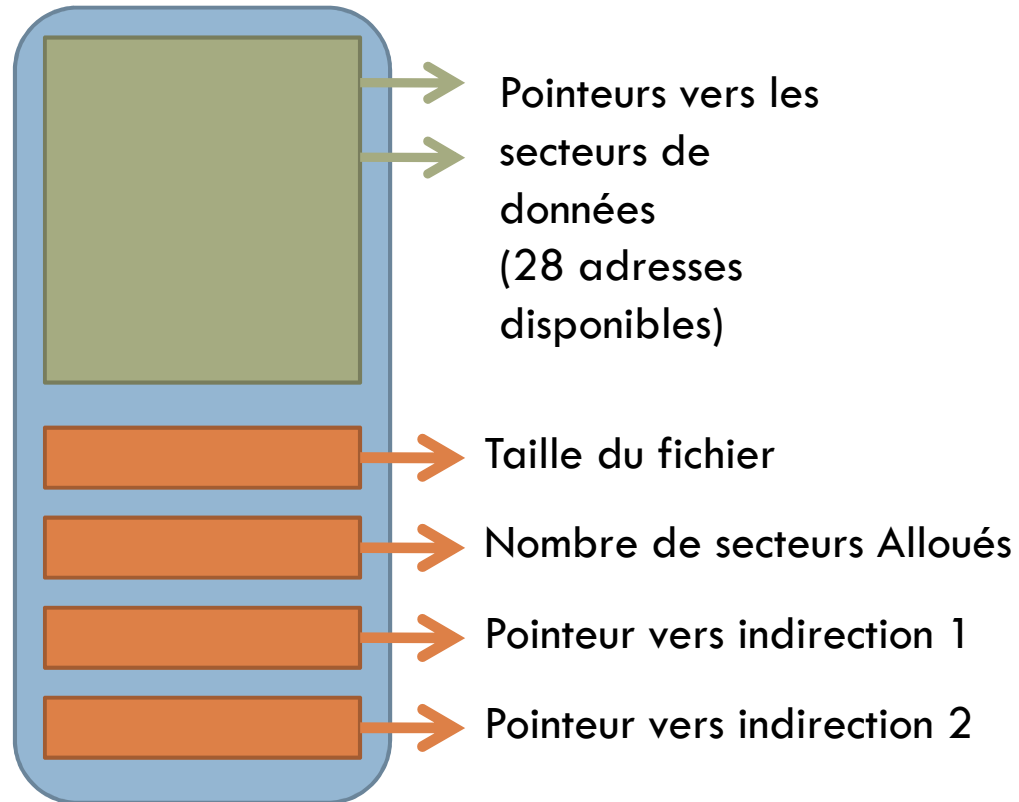 Pointeurs vers les
secteurs de
données
(28 adresses
disponibles)
Taille du fichier
Nombre de secteurs Alloués
Pointeur vers indirection 1
Pointeur vers indirection 2